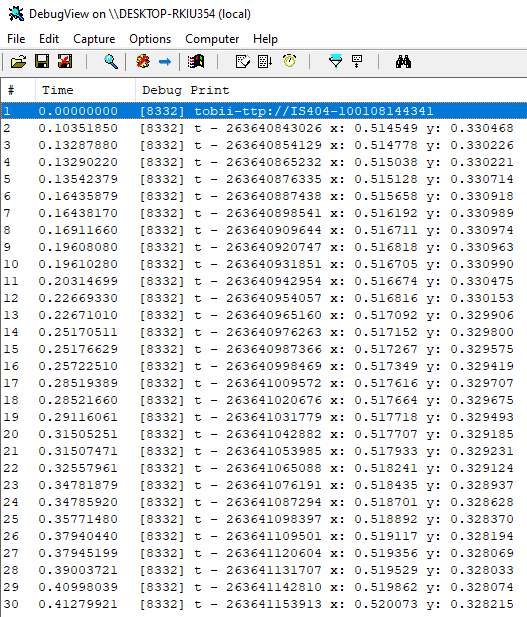 DebugView on \\DESKTOP-RKIU354 (local)
File Edit Capture Options Computer Help
# Time Debug Print
1 0.00000000 [8332] tobii-ttp://IS404-100108144341
2 0.10351850 [8332] t - 263640843026 x: 0.514549 y: 0.330468
3 0.13287880 [8332] t - 263640854129 x: 0.514778 y: 0.330226
4 0.13290220 [8332] t - 263640865232 x: 0.515038 y: 0.330221
5 0.13542379 [8332] t - 263640876335 x: 0.515128 y: 0.330714
6 0.16435879 [8332] t - 263640887438 x: 0.515658 y: 0.330918
7 0.16438170 [8332] t - 263640898541 x: 0.516192 y: 0.330989
8 0.16911660 [8332] t - 263640909644 x: 0.516711 y: 0.330974
9 0.19608080 [8332] t - 263640920747 x: 0.516818 y: 0.330963
10 0.19610280 [8332] t - 263640931851 x: 0.516705 y: 0.330990
11 0.20314699 [8332] t - 263640942954 x: 0.516674 y: 0.330475
12 0.22669330 [8332] t - 263640954057 x: 0.516816 y: 0.330153
13 0.22671010 [8332] t - 263640965160 x: 0.517092 y: 0.329906
14 0.25170511 [8332] t - 263640976263 x: 0.517152 y: 0.329800
15 0.25176629 [8332] t - 263640987366 x: 0.517267 y: 0.329575
16 0.25722510 [8332] t - 263640998469 x: 0.517349 y: 0.329419
17 0.28519389 [8332] t - 263641009572 x: 0.517616 y: 0.329707
18 0.28521660 [8332] t - 263641020676 x: 0.517664 y: 0.329675
19 0.29116061 [8332] t - 263641031779 x: 0.517718 y: 0.329493
20 0.31505251 [8332] t - 263641042882 x: 0.517707 y: 0.329185
21 0.31507471 [8332] t - 263641053985 x: 0.517933 y: 0.329231
22 0.32557961 [8332] t - 263641065088 x: 0.518241 y: 0.329124
23 0.34781879 [8332] t - 263641076191 x: 0.518435 y: 0.328937
24 0.34785920 [8332] t - 263641087294 x: 0.518701 y: 0.328628
25 0.35771480 [8332] t - 263641098397 x: 0.518892 y: 0.328370
26 0.37940440 [8332] t - 263641109501 x: 0.519117 y: 0.328194
27 0.37945199 [8332] t - 263641120604 x: 0.519356 y: 0.328069
28 0.39003721 [8332] t - 263641131707 x: 0.519529 y: 0.328033
29 0.40998039 [8332] t - 263641142810 x: 0.519862 y: 0.328074
30 0.41279921 [8332] t - 263641153913 x: 0.520073 y: 0.328215